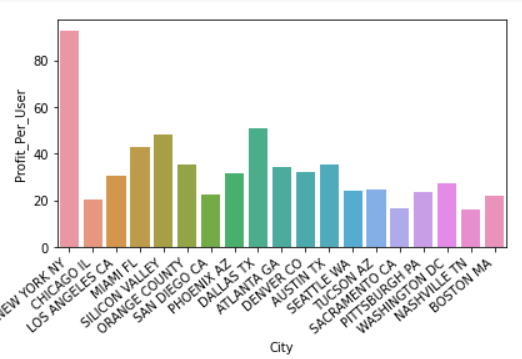 Profit_Per_User
80
60
40
20
0
NEW YORK NY
CHICAGO IL
LOS ANGELES CA
MIAMI FL
SILICON VALLEY
ORANGE COUNTY
SAN DIEGO CA
PHOENIX AZ
DALLAS TX
ATLANTA GA
DENVER CO
AUSTIN TX
SEATTLE WA
TUCSON AZ
SACRAMENTO CA
PITTSBURGH PA
WASHINGTON DC
NASHVILLE TN
BOSTON MA
City